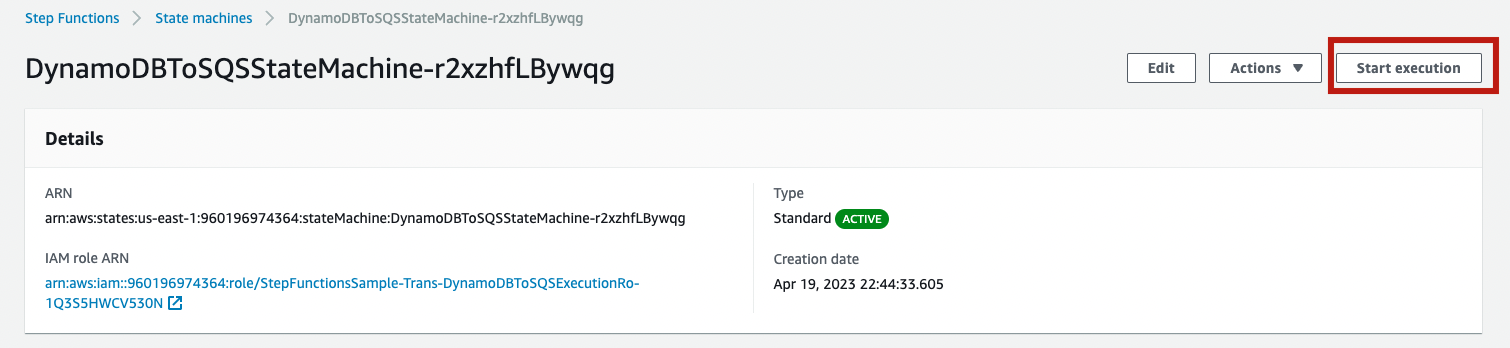 Step Functions > State machines > DynamoDBToSQSStateMachine-r2xzhfLBywqg
DynamoDBToSQSStateMachine-r2xzhfLBywqg
Edit
Actions ▼
Start execution
Details
ARN
arn:aws:states:us-east-1:960196974364:stateMachine:DynamoDBToSQSStateMachine-r2xzhfLBywqg
IAM role ARN
arn:aws:iam::960196974364:role/StepFunctionsSample-Trans-DynamoDBToSQSExecutionRo-
1Q3S5HWCV530N
Type
Standard ACTIVE
Creation date
Apr 19, 2023 22:44:33.605